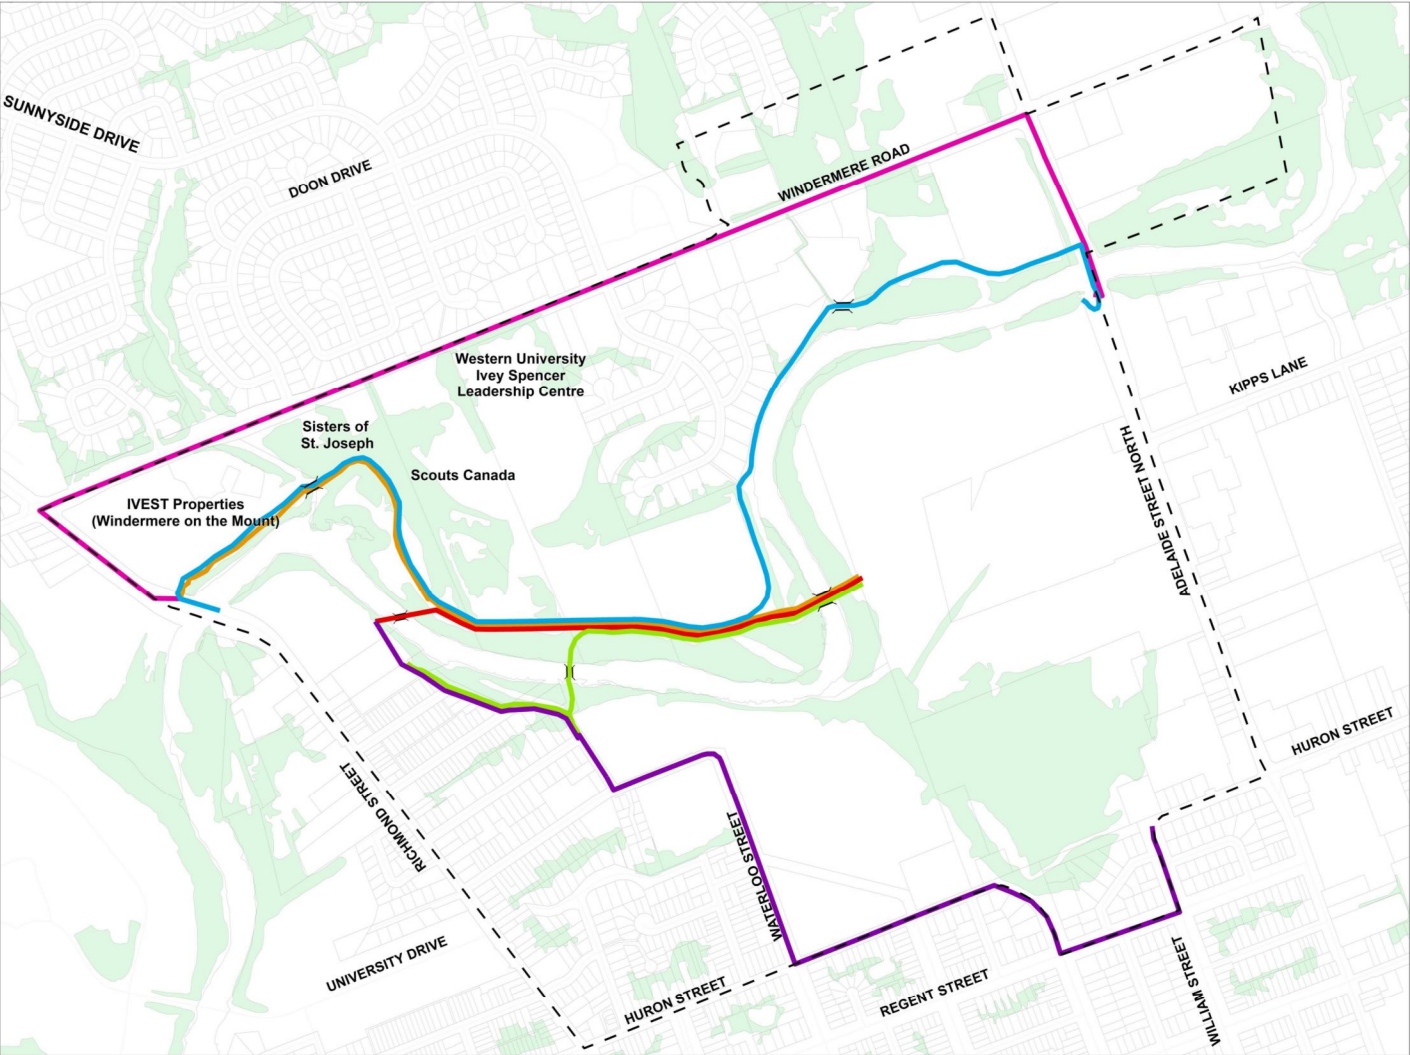 SUNNYSIDE DRIVE
DOON DRIVE
WINDERMERE ROAD
Western University
Ivey Spencer
Leadership Centre
KIPPS LANE
Sisters of
St. Joseph
Scouts Canada
IVEST Properties
(Windermere on the Mount)
ADELAIDE STREET NORTH
HURON STREET
RICHMOND STREET
WATERLOO STREET
UNIVERSITY DRIVE
HURON STREET
REGENT STREET
WILLIAM STREET